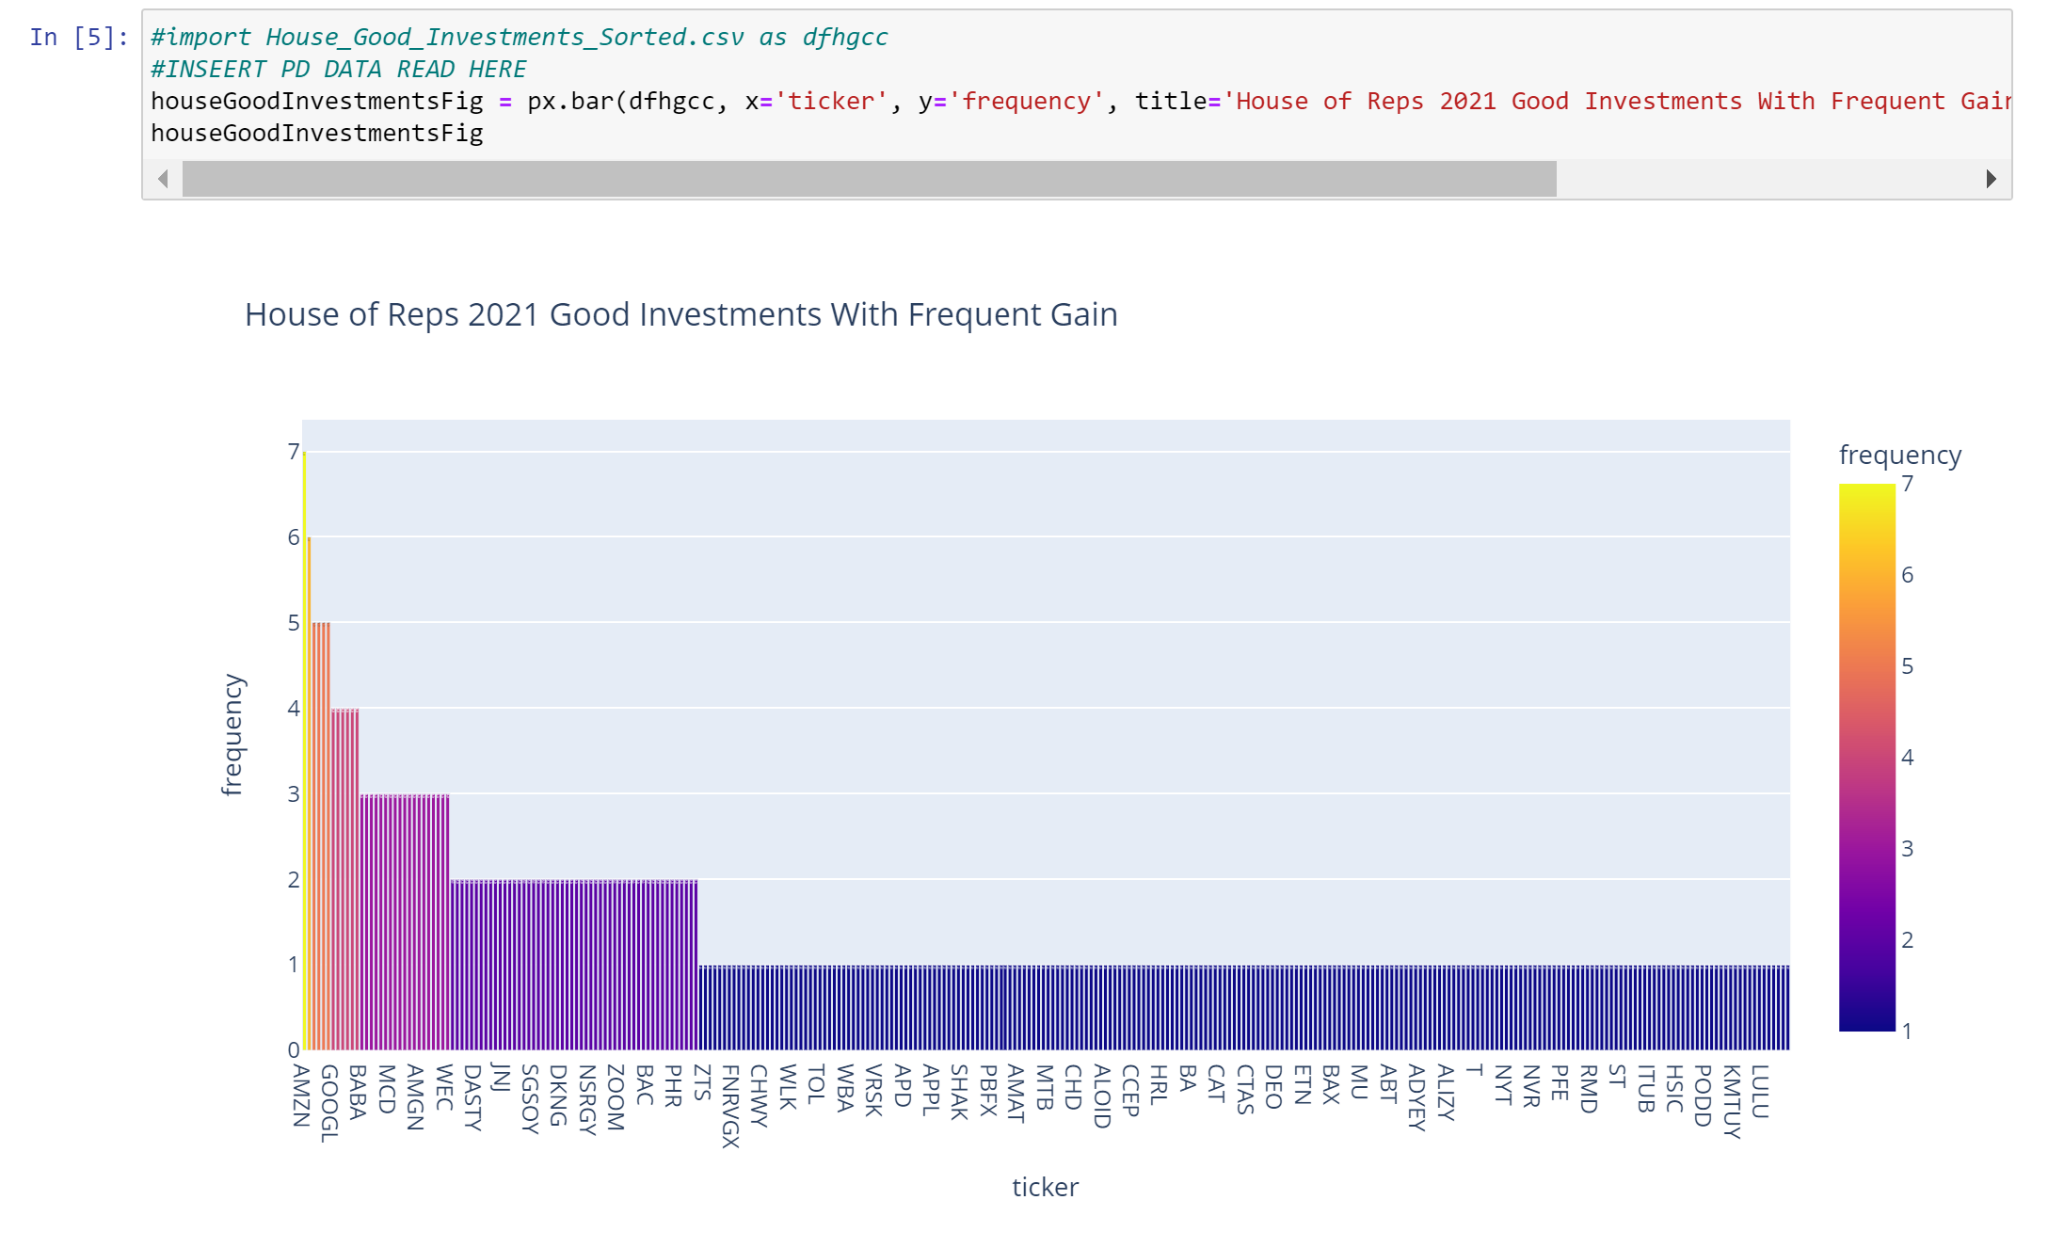 In [5]:
#import House_Good_Investments_Sorted.csv as dfhgcc
#INSEERT PD DATA READ HERE
houseGoodInvestmentsFig = px.bar(dfhgcc, x='ticker', y='frequency', title='House of Reps 2021 Good Investments With Frequent Gain
houseGoodInvestmentsFig
House of Reps 2021 Good Investments With Frequent Gain
frequency
7
6
5
4
3
2
1
0
AMZN
GOOGL
BABA
MCD
AMGN
WEC
DASTY
JNJ
SGSOY
DKNG
NSRGY
ZOOM
BAC
PHR
ZTS
FNRVGX
CHWY
WLK
TOL
WBA
VRSK
APD
APPL
SHAK
PBFX
AMAT
MTB
CHD
ALOID
CCEP
HRL
BA
CAT
CTAS
DEO
ETN
BAX
MU
ABT
ADYEY
ALIZY
T
NYT
NVR
PFE
RMD
ST
ITUB
HSIC
PODD
KMTUY
LULU
ticker
frequency
7
6
5
4
3
2
1